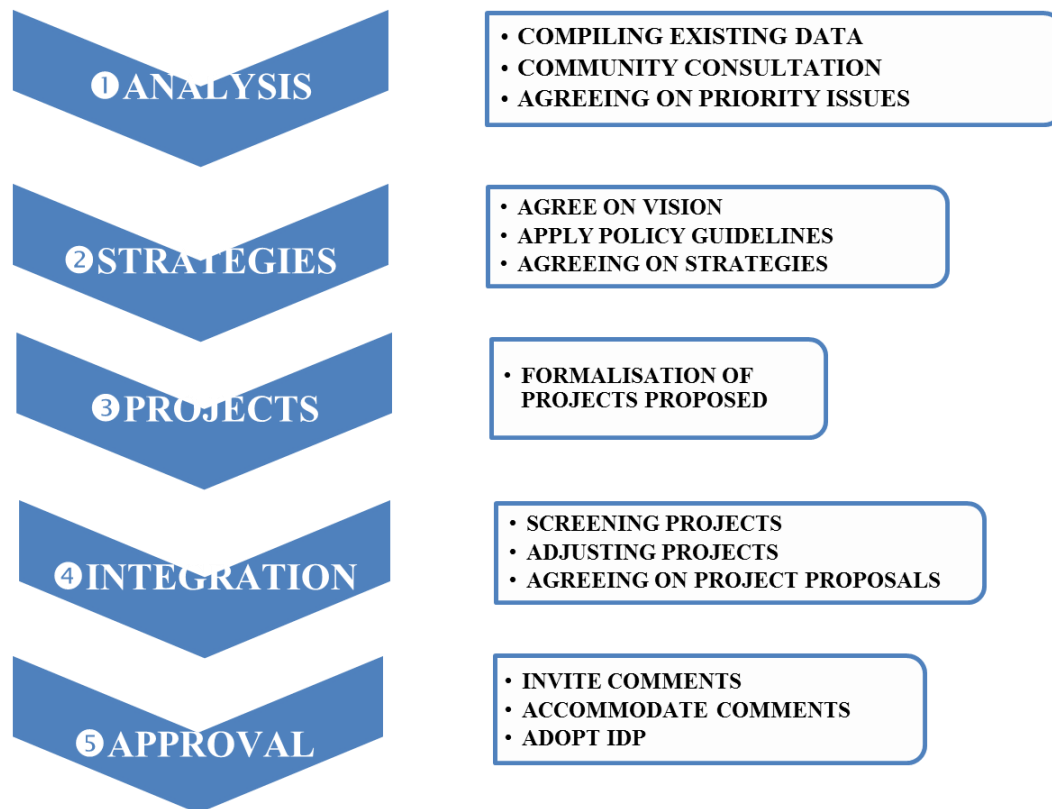 ❶ANALYSIS
• COMPILING EXISTING DATA
• COMMUNITY CONSULTATION
• AGREEING ON PRIORITY ISSUES
❷STRATEGIES
• AGREE ON VISION
• APPLY POLICY GUIDELINES
• AGREEING ON STRATEGIES
❸PROJECTS
• FORMALISATION OF
PROJECTS PROPOSED
❹INTEGRATION
• SCREENING PROJECTS
• ADJUSTING PROJECTS
• AGREEING ON PROJECT PROPOSALS
❺APPROVAL
• INVITE COMMENTS
• ACCOMMODATE COMMENTS
• ADOPT IDP